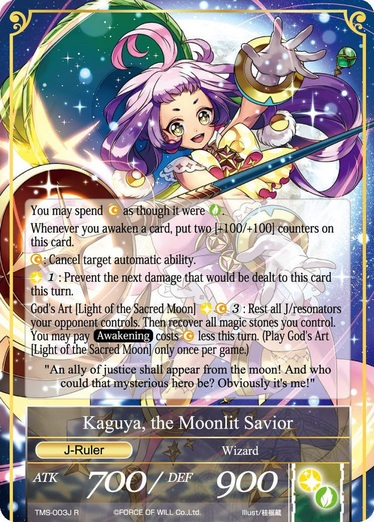 You may spend as though it were .
Whenever you awaken a card, put two [+100/+100] counters on
this card.
: Cancel target automatic ability.
1 : Prevent the next damage that would be dealt to this card
this turn.
God's Art [Light of the Sacred Moon] 3 : Rest all J/resonators
your opponent controls. Then recover all magic stones you control.
You may pay Awakening costs less this turn. (Play God's Art
[Light of the Sacred Moon] only once per game.)
"An ally of justice shall appear from the moon! And who
could that mysterious hero be? Obviously it's me!"
Kaguya, the Moonlit Savior
J-Ruler Wizard
ATK 700/ DEF 900
TMS-003J R ©FORCE OF WILL Co.,Ltd. Illust/桂福蔵